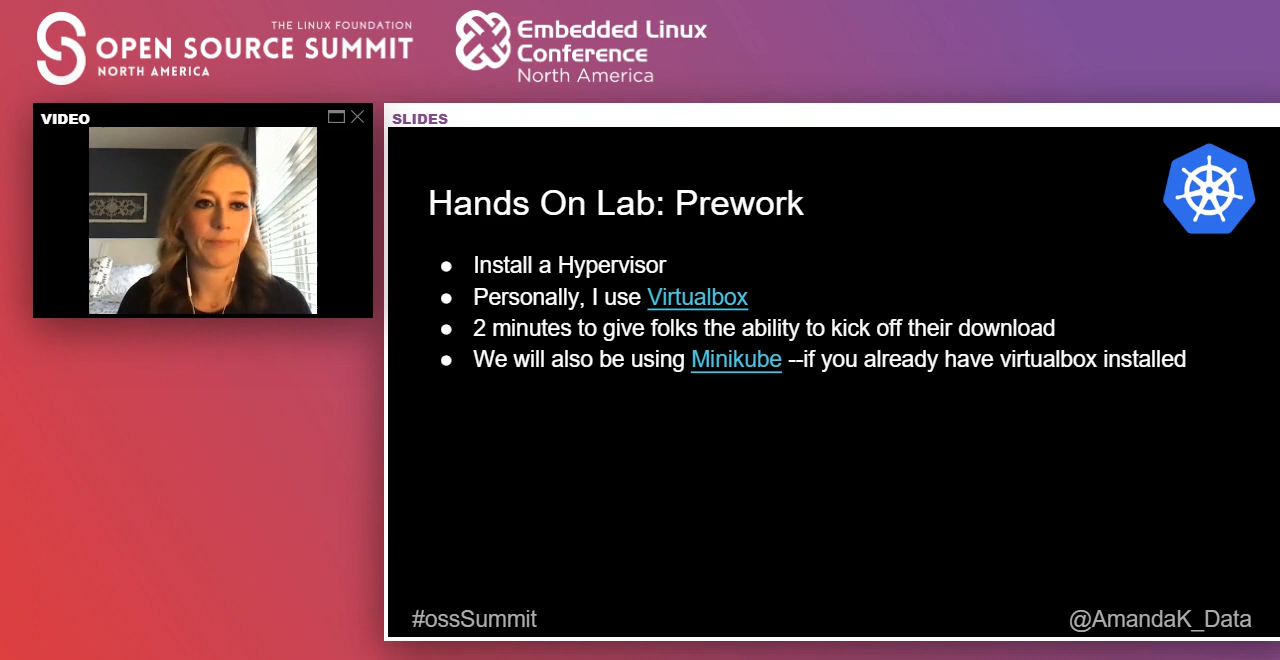 THE LINUX FOUNDATION
OPEN SOURCE SUMMIT
NORTH AMERICA
Embedded Linux
Conference
North America
VIDEO
SLIDES
Hands On Lab: Prework
● Install a Hypervisor
● Personally, I use Virtualbox
● 2 minutes to give folks the ability to kick off their download
● We will also be using Minikube --if you already have virtualbox installed
#ossSummit
@AmandaK_Data